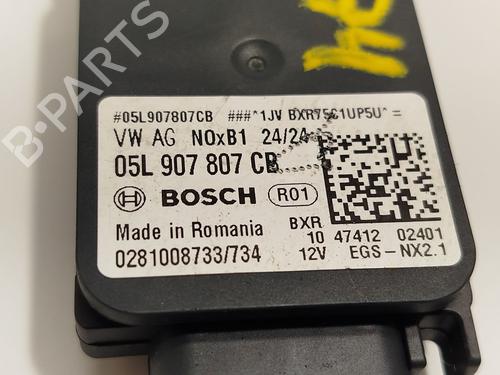 B-PARTS
#05L907807CB ###*1JV BXR75C1UP5U*=
VW AG NOxB1 24/24
05L 907 807 CB
BOSCH R01
Made in Romania BXR
10 47412 02401
0281008733/734 12V EGS-NX2.1